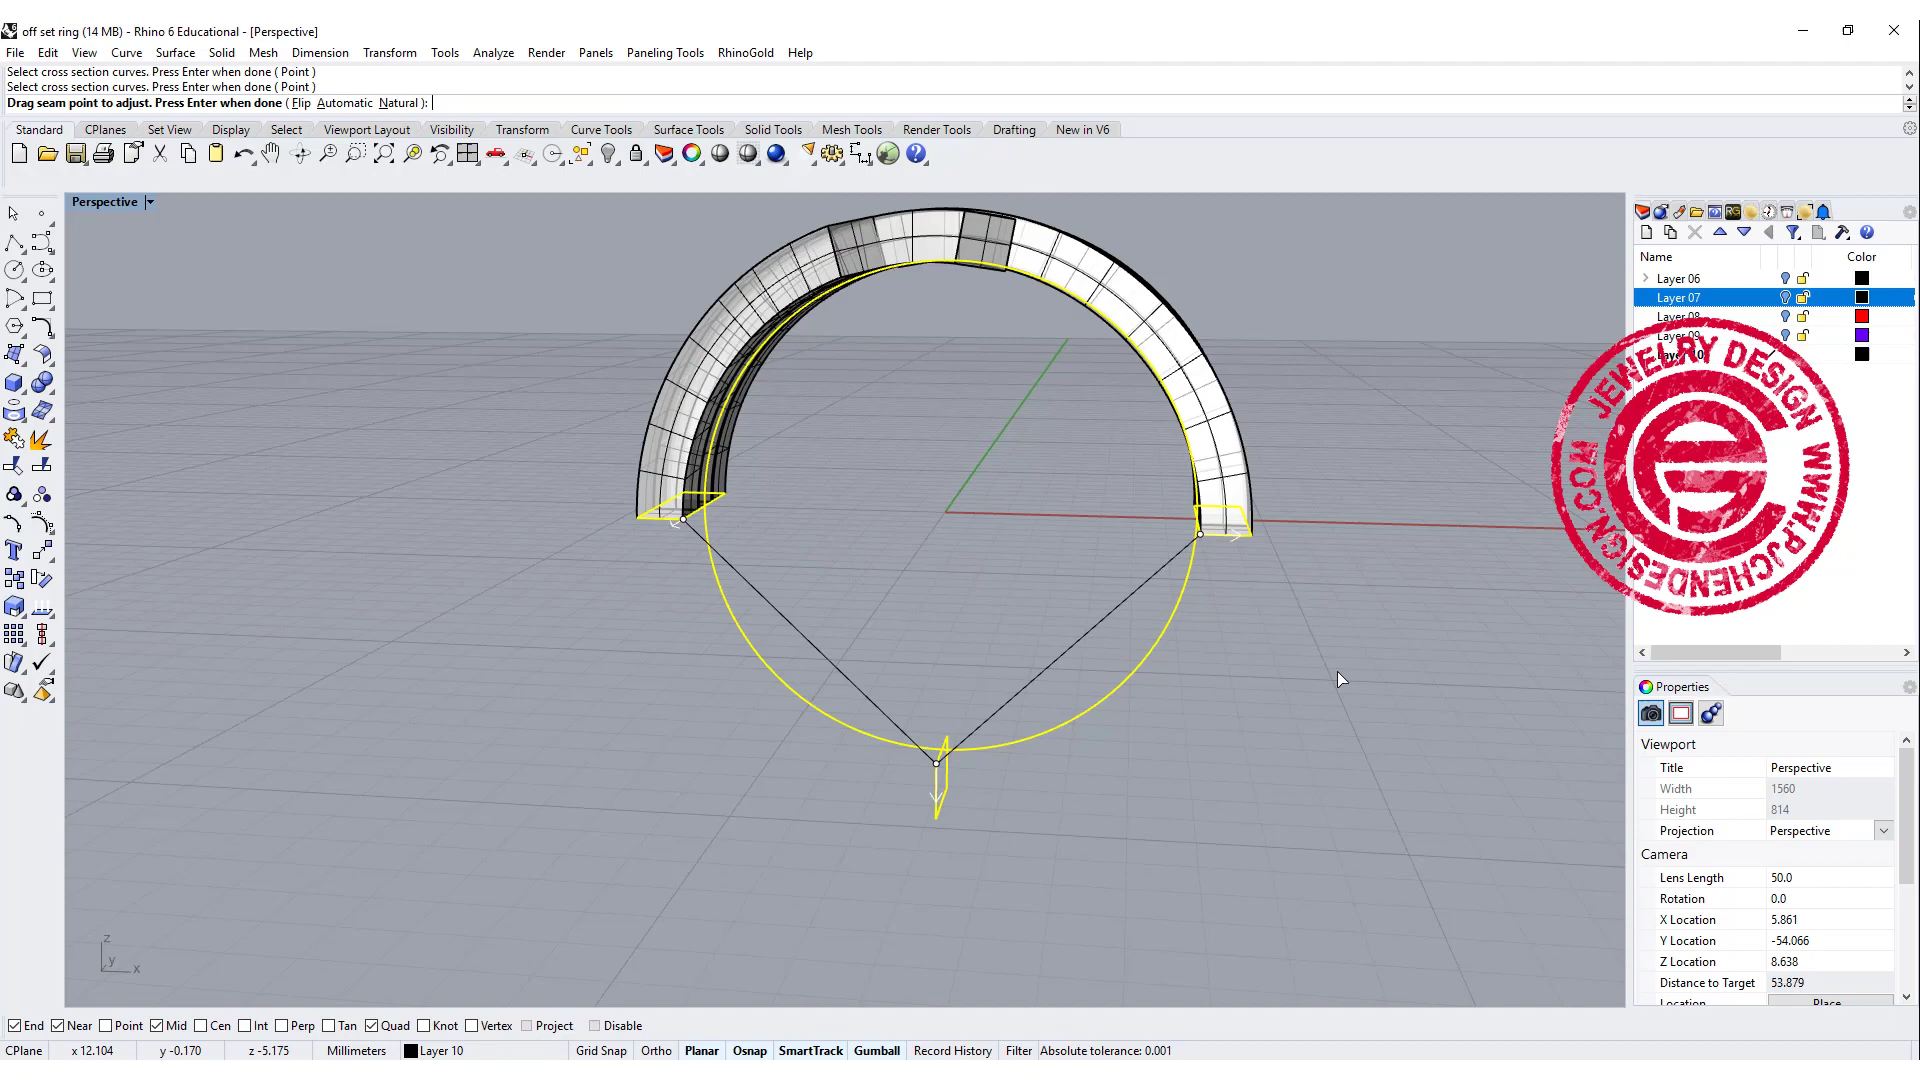 off set ring (14 MB) - Rhino 6 Educational - [Perspective]
File Edit View Curve Surface Solid Mesh Dimension Transform Tools Analyze Render Panels Paneling Tools RhinoGold Help
Select cross section curves. Press Enter when done ( Point )
Select cross section curves. Press Enter when done ( Point )
Drag seam point to adjust. Press Enter when done ( Flip Automatic Natural ):
Standard CPlanes Set View Display Select Viewport Layout Visibility Transform Curve Tools Surface Tools Solid Tools Mesh Tools Render Tools Drafting New in V6
Perspective
Name Color
Layer 06
Layer 07
Layer 08
Layer 09
JEWELRY DESIGN WWW.PJCHENDESIGN.COM
Properties
Viewport
Title Perspective
Width 1560
Height 814
Projection Perspective
Camera
Lens Length 50.0
Rotation 0.0
X Location 5.861
Y Location -54.066
Z Location 8.638
Distance to Target 53.879
Location Place
z
y
x
End Near Point Mid Cen Int Perp Tan Quad Knot Vertex Project Disable
CPlane x 12.104 y -0.170 z -5.175 Millimeters Layer 10 Grid Snap Ortho Planar Osnap SmartTrack Gumball Record History Filter Absolute tolerance: 0.001